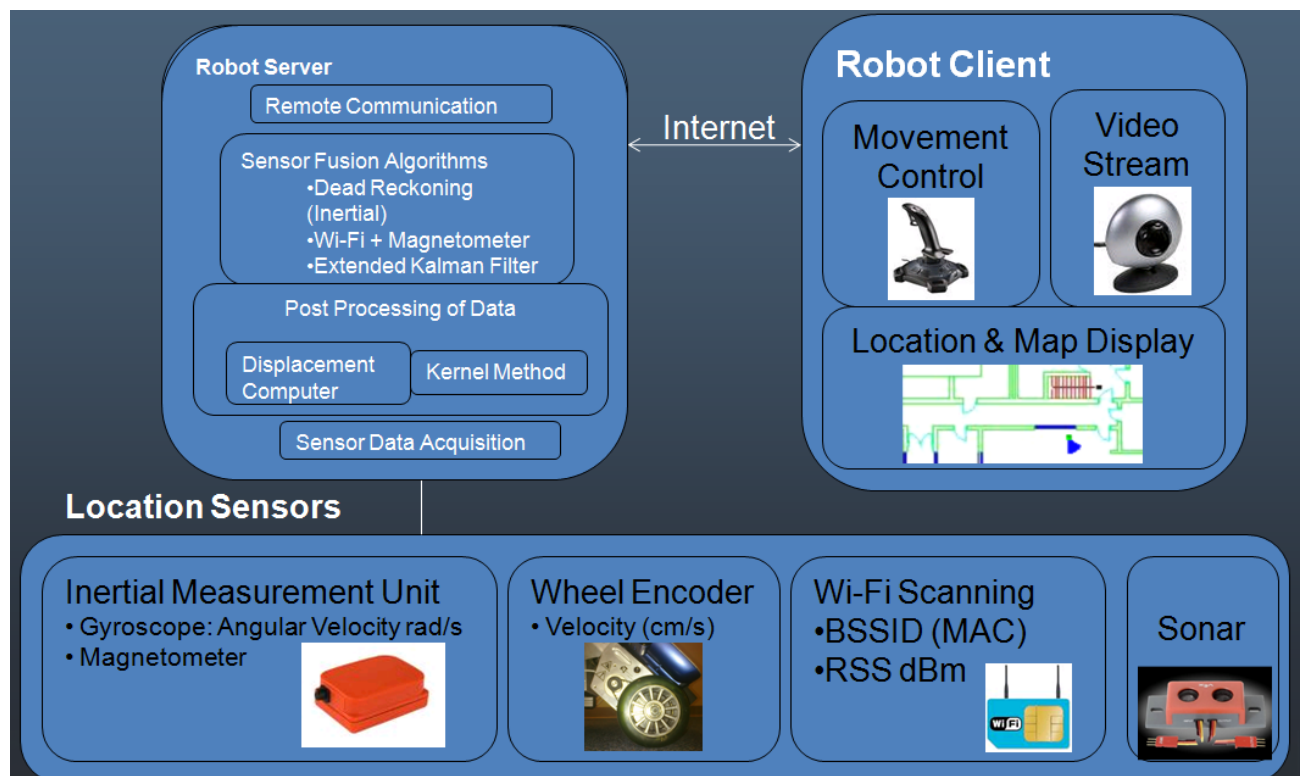 Robot Server
Remote Communication
Sensor Fusion Algorithms
•Dead Reckoning
(Inertial)
•Wi-Fi + Magnetometer
•Extended Kalman Filter
Post Processing of Data
Displacement
Computer
Kernel Method
Sensor Data Acquisition
Internet
Robot Client
Movement
Control
Video
Stream
Location & Map Display
Location Sensors
Inertial Measurement Unit
• Gyroscope: Angular Velocity rad/s
• Magnetometer
Wheel Encoder
• Velocity (cm/s)
Wi-Fi Scanning
•BSSID (MAC)
•RSS dBm
WiFi
Sonar